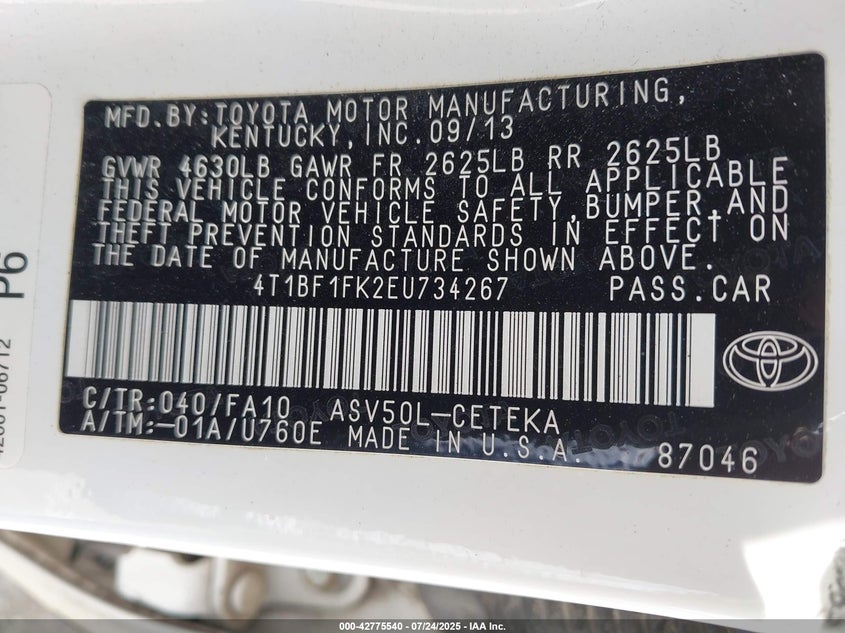 MFD.BY:TOYOTA MOTOR MANUFACTURING,
KENTUCKY,INC.09/13
GVWR 4630LB GAWR FR 2625LB RR 2625LB
THIS VEHICLE CONFORMS TO ALL APPLICABLE
FEDERAL MOTOR VEHICLE SAFETY,BUMPER,AND
THEFT PREVENTION STANDARDS IN EFFECT ON
THE DATE OF MANUFACTURE SHOWN ABOVE.
4T1BF1FK2EU734267 PASS.CAR
C/TR:040/FA10 ASV50L-CETEKA
A/TM:-01A/U760E MADE IN U.S.A.
87046
P6
000-42775540 - 07/24/2025 - IAA Inc.